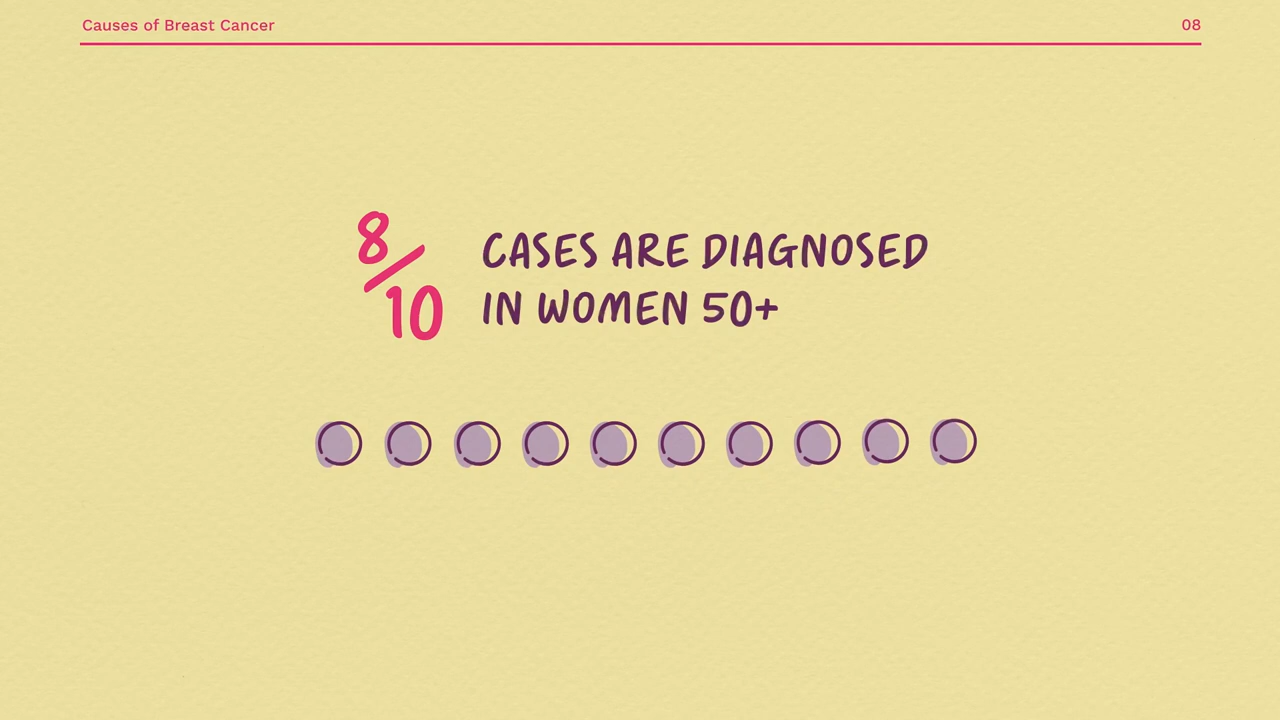 Causes of Breast Cancer 08
8/10
CASES ARE DIAGNOSED
IN WOMEN 50+